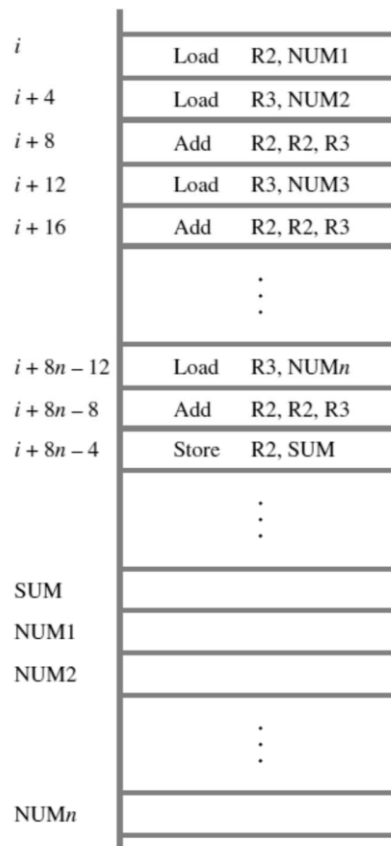 i Load R2, NUM1
i + 4 Load R3, NUM2
i + 8 Add R2, R2, R3
i + 12 Load R3, NUM3
i + 16 Add R2, R2, R3
i + 8n – 12 Load R3, NUMn
i + 8n – 8 Add R2, R2, R3
i + 8n – 4 Store R2, SUM
SUM
NUM1
NUM2
NUMn